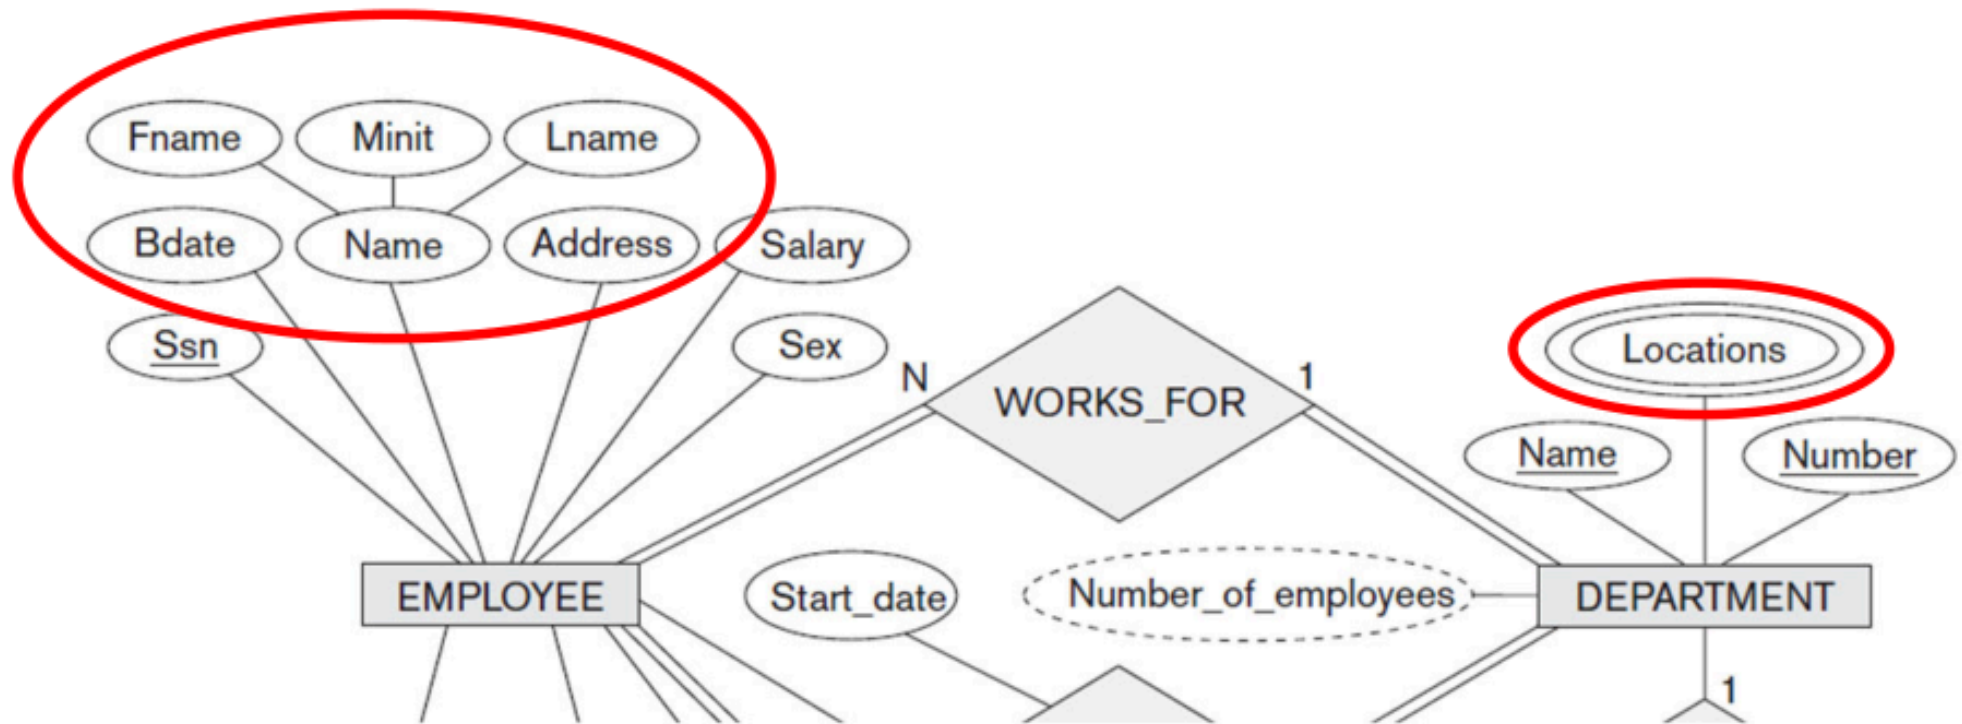 Fname Minit Lname
Bdate Name Address Salary
Ssn Sex N 1 Locations
WORKS_FOR
Name Number
EMPLOYEE Start_date Number_of_employees DEPARTMENT
1